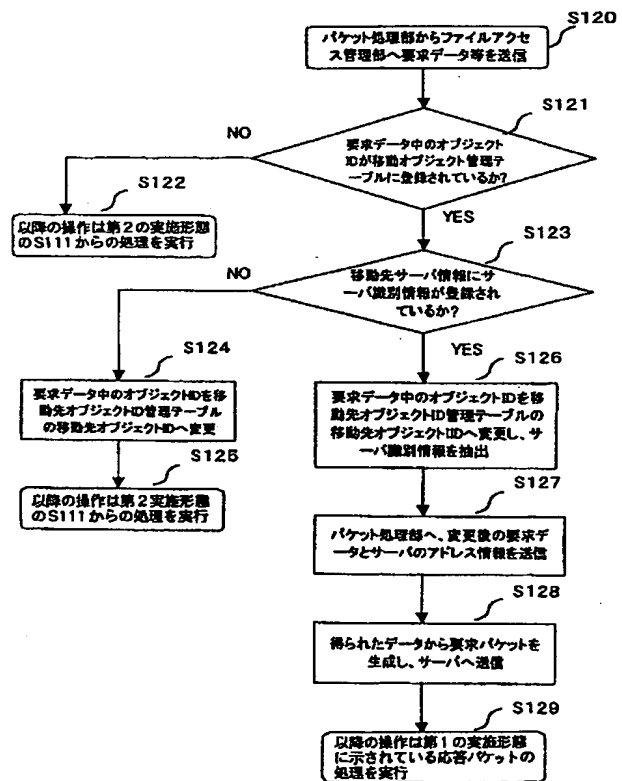 S120
パケット処理部からファイルアクセ
ス管理部へ要求データ等を送信
S121
要求データ中のオブジェクト
IDが移動オブジェクト管理テ
ーブルに登録されているか?
NO
YES
S122
以降の操作は第2の実施形態
のS111からの処理を実行
S123
移動先サーバ情報にサ
ーバ識別情報が登録され
ているか?
NO
YES
S124
要求データ中のオブジェクトIDを移
動先オブジェクトID管理テーブル
の移動先オブジェクトIDへ変更
S125
以降の操作は第2実施形態
のS111からの処理を実行
S126
要求データ中のオブジェクトIDを移
動先オブジェクトID管理テーブルの
移動先オブジェクトIDへ変更し、サー
バ識別情報を抽出
S127
パケット処理部へ、変更後の要求デー
タとサーバのアドレス情報を送信
S128
得られたデータから要求パケットを
生成し、サーバへ送信
S129
以降の操作は第1の実施形態
に示されている応答パケットの
処理を実行